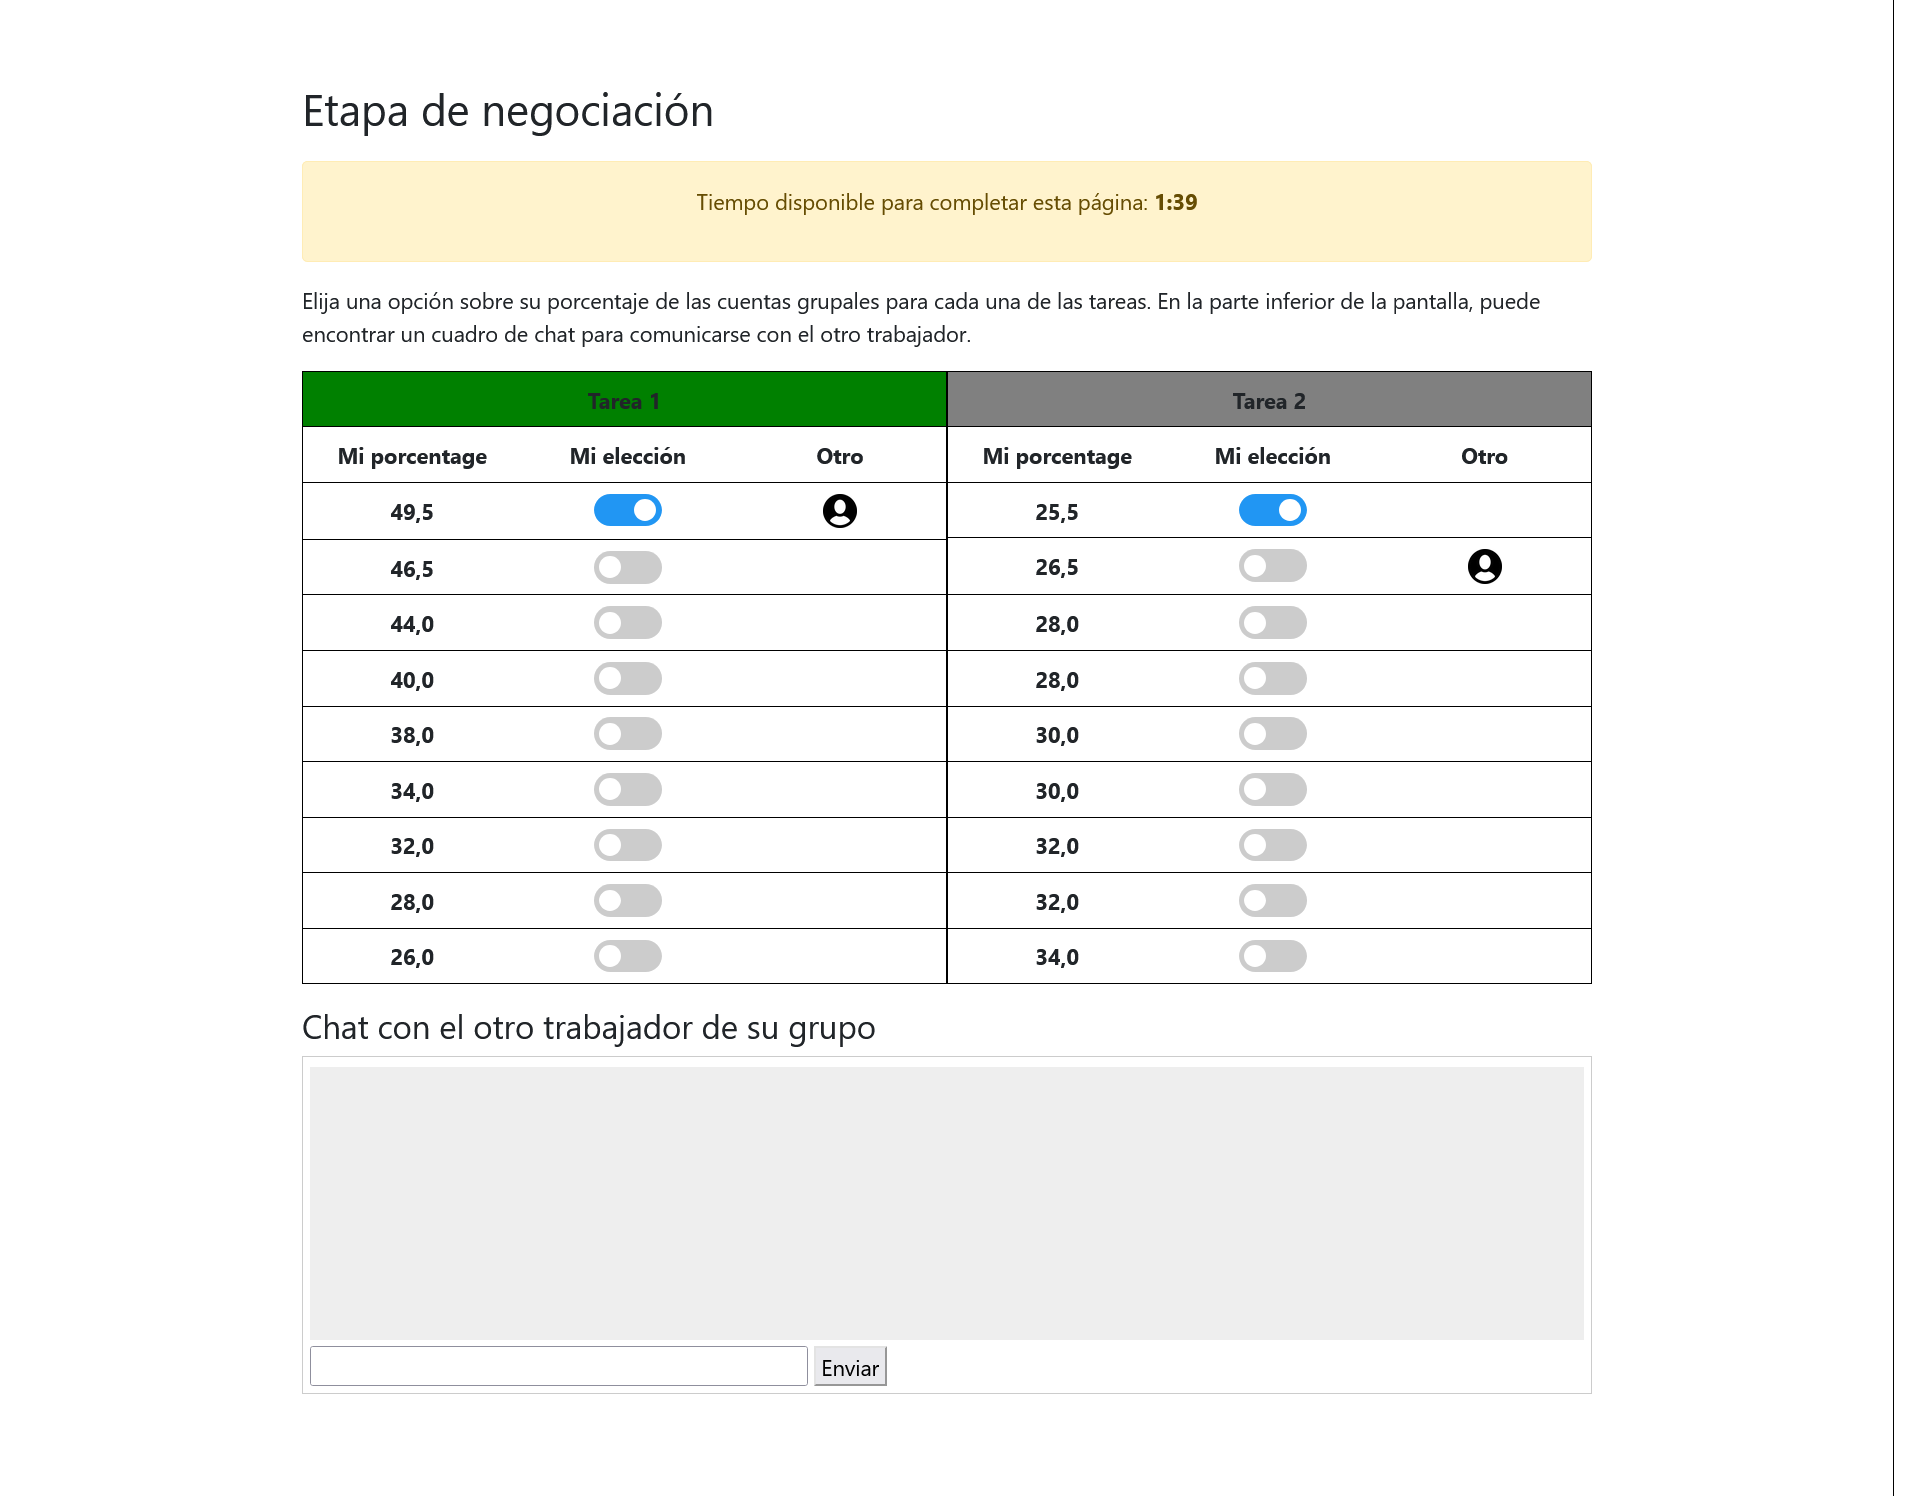 Etapa de negociación
Tiempo disponible para completar esta página: 1:39
Elija una opción sobre su porcentaje de las cuentas grupales para cada una de las tareas. En la parte inferior de la pantalla, puede
encontrar un cuadro de chat para comunicarse con el otro trabajador.
Tarea 1 Tarea 2
Mi porcentage Mi elección Otro Mi porcentage Mi elección Otro
49,5 25,5
46,5 26,5
44,0 28,0
40,0 28,0
38,0 30,0
34,0 30,0
32,0 32,0
28,0 32,0
26,0 34,0
Chat con el otro trabajador de su grupo
Enviar